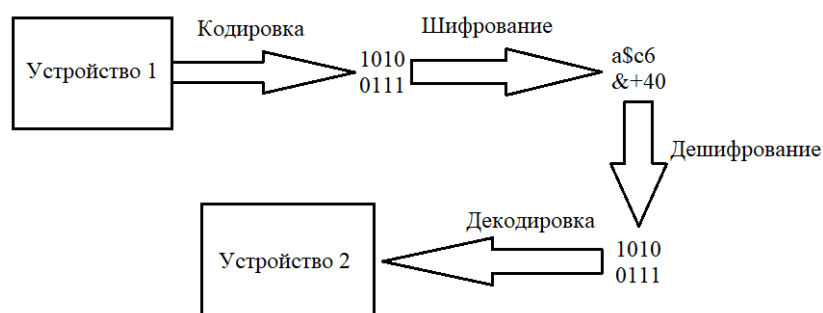 Кодировка
Шифрование
Устройство 1
1010
0111
a$c6
&+40
Дешифрование
Декодировка
1010
0111
Устройство 2